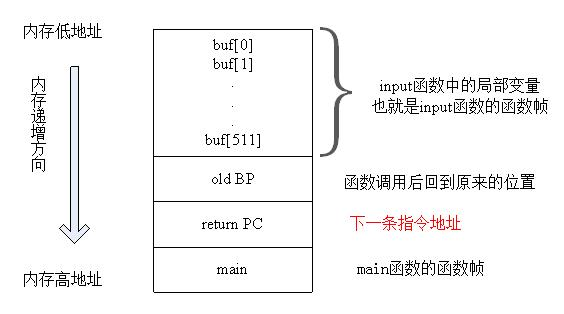 内存低地址
内存递增方向
内存高地址
buf[0]
buf[1]
.
.
.
buf[511]
old BP
return PC
main
input函数中的局部变量
也就是input函数的函数帧
函数调用后回到原来的位置
下一条指令地址
main函数的函数帧